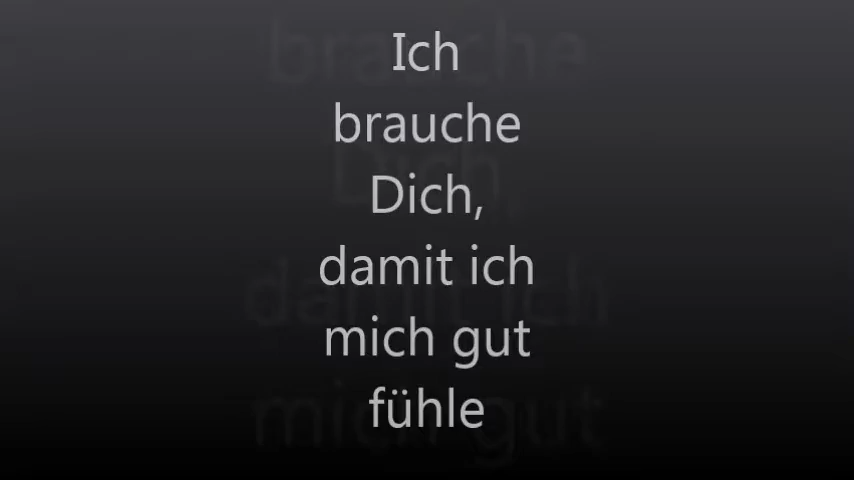 Ich
brauche
Dich,
damit ich
mich gut
fühle